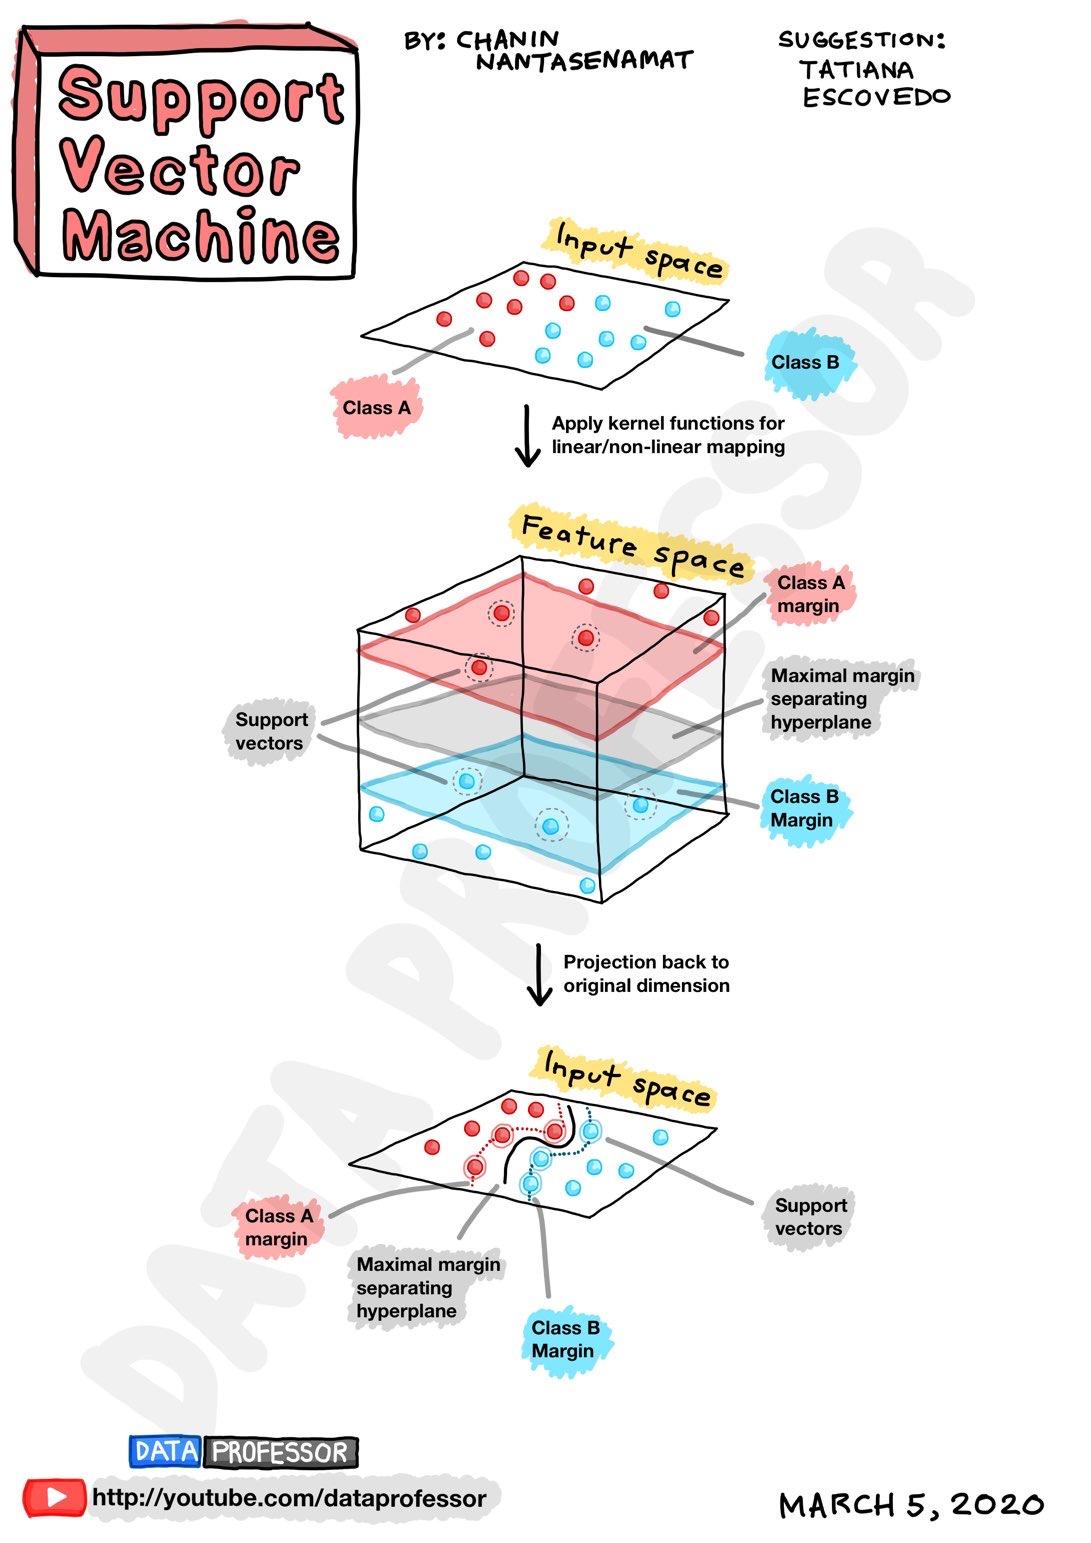 Support
Vector
Machine
BY: CHANIN
NANTASENAMAT
SUGGESTION:
TATIANA
ESCOVEDO
Input space
Class B
Class A
Apply kernel functions for
linear/non-linear mapping
Feature space
Class A
margin
Maximal margin
separating
hyperplane
Support
vectors
Class B
Margin
Projection back to
original dimension
Input space
Class A
margin
Support
vectors
Maximal margin
separating
hyperplane
Class B
Margin
DATA PROFESSOR
DATA PROFESSOR
http://youtube.com/dataprofessor
MARCH 5, 2020